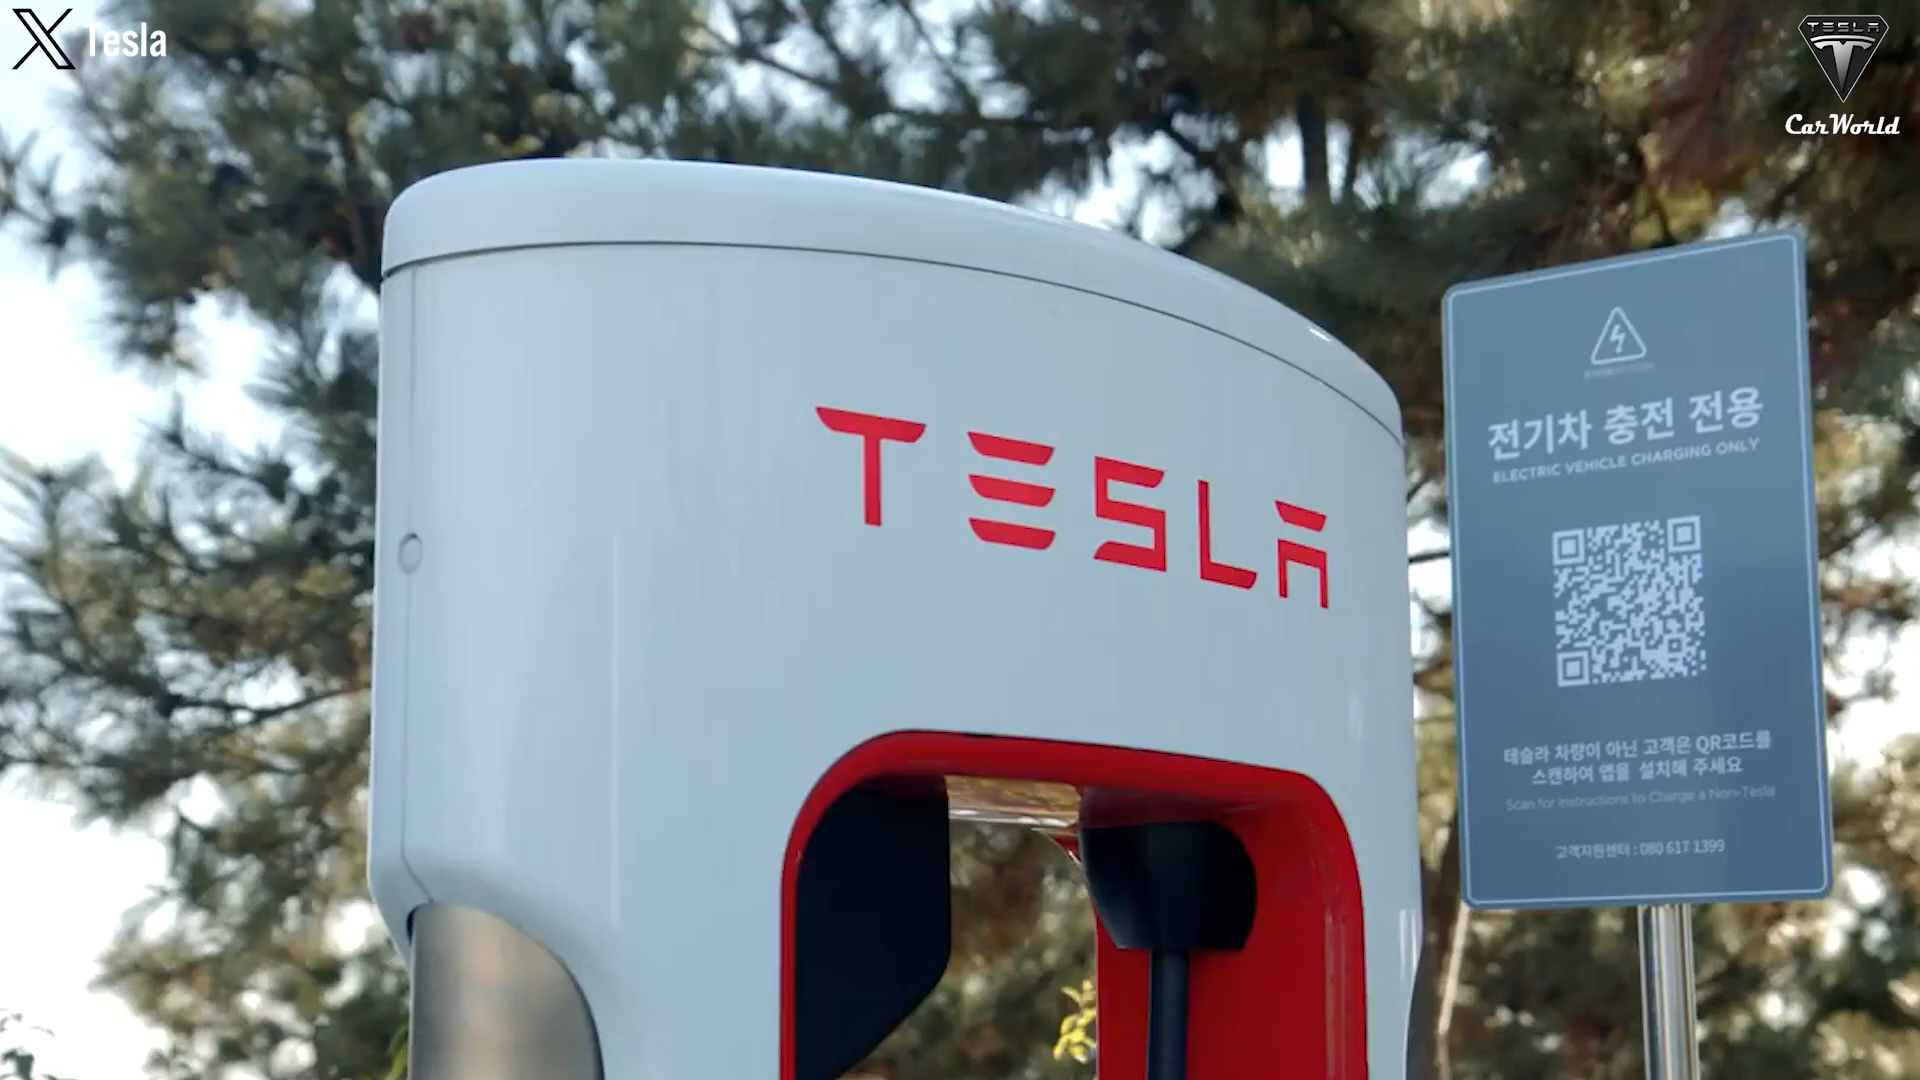 X Tesla
TESLA
CarWorld
TESLA
전기차 충전 전용
ELECTRIC VEHICLE CHARGING ONLY
테슬라 차량이 아닌 고객은 QR코드를
스캔하여 앱을 설치해 주세요
Scan for Instructions to Charge a Non-Tesla
고객지원센터 : 080 617 1399